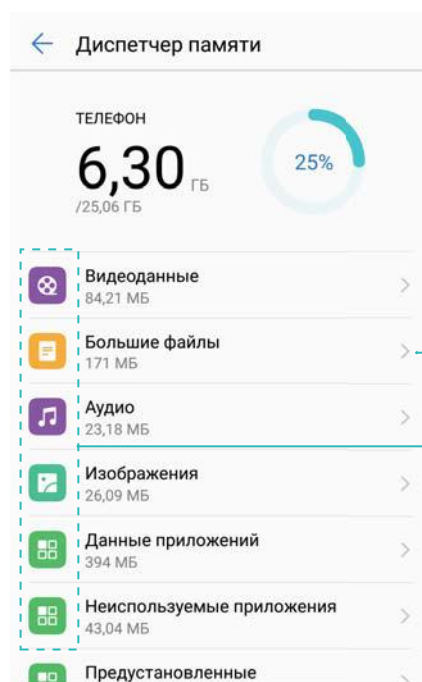 Диспетчер памяти
ТЕЛЕФОН
6,30 ГБ
25%
/25,06 ГБ
Видеоданные
84,21 МБ
Большие файлы
171 МБ
Аудио
23,18 МБ
Изображения
26,09 МБ
Данные приложений
394 МБ
Неиспользуемые приложения
43,04 МБ
Предустановленные